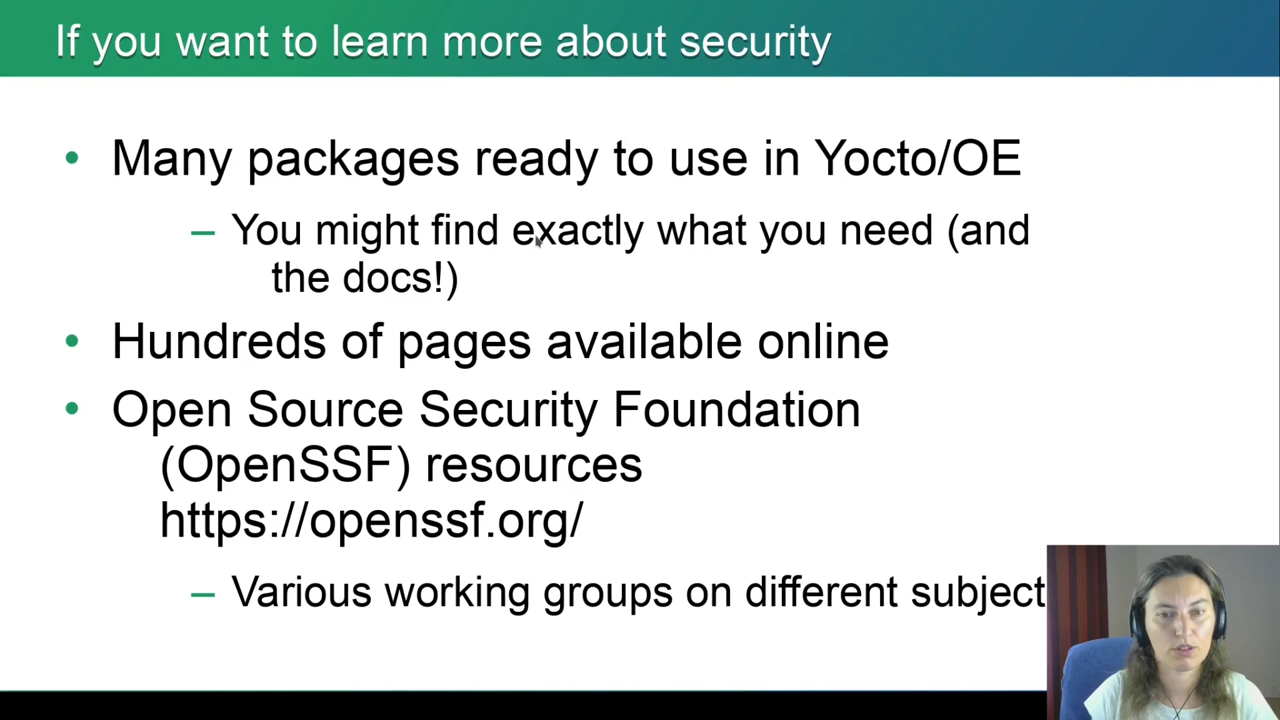 If you want to learn more about security
• Many packages ready to use in Yocto/OE
– You might find exactly what you need (and
the docs!)
• Hundreds of pages available online
• Open Source Security Foundation
(OpenSSF) resources
https://openssf.org/
– Various working groups on different subject